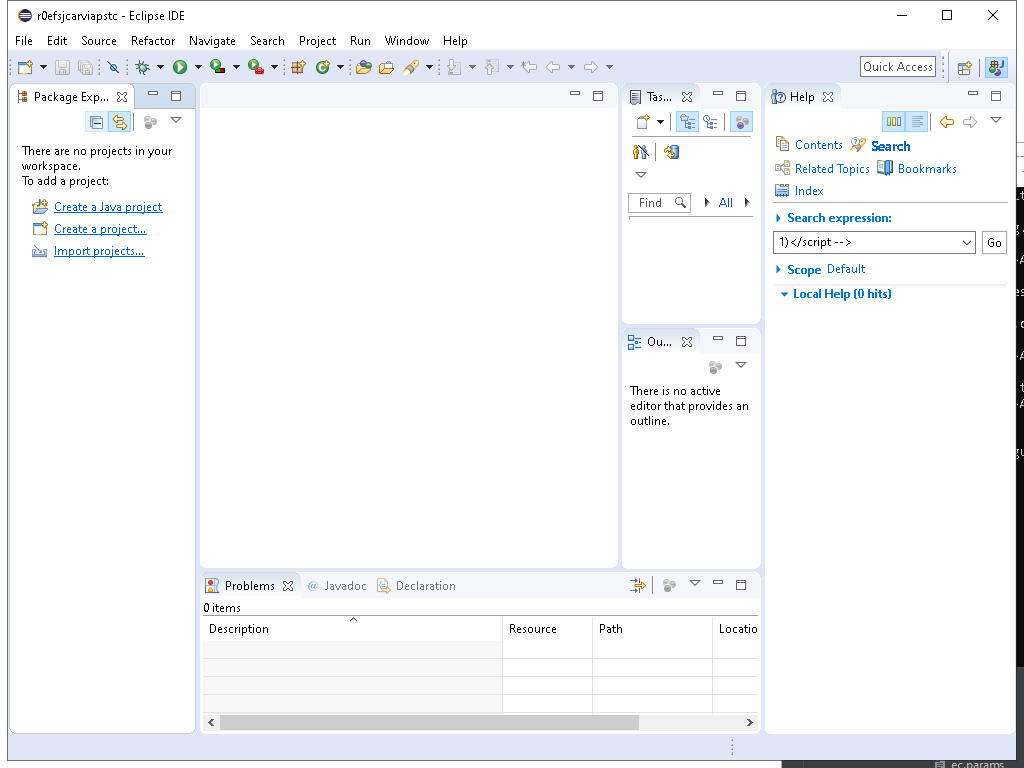 r0efsjcarviapstc - Eclipse IDE
File Edit Source Refactor Navigate Search Project Run Window Help
Quick Access
Package Exp...
There are no projects in your
workspace.
To add a project:
Create a Java project
Create a project...
Import projects...
Tas...
Find
All
Ou...
There is no active
editor that provides an
outline.
Help
Contents Search
Related Topics Bookmarks
Index
Search expression:
1)</script -->
Go
Scope Default
Local Help (0 hits)
Problems @ Javadoc Declaration
0 items
Description Resource Path Locatio
ec.params